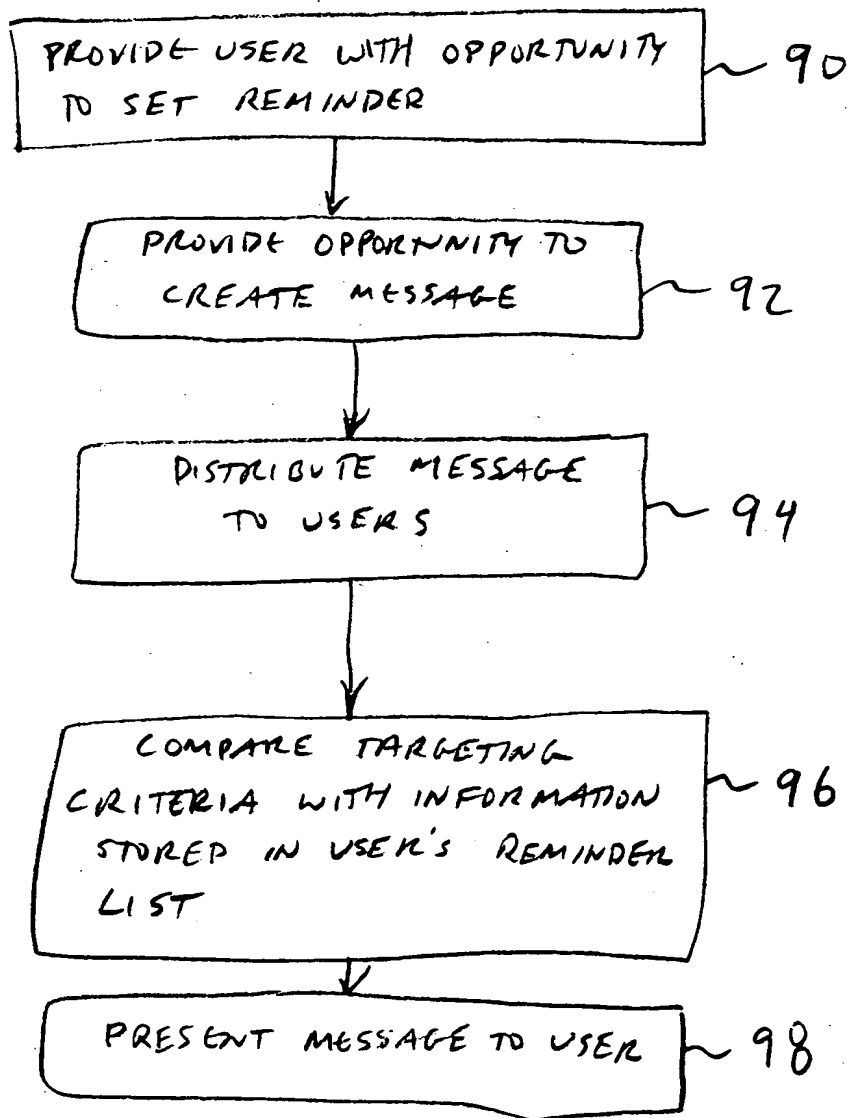 PROVIDE USER WITH OPPORTUNITY
TO SET REMINDER
90
PROVIDE OPPORTUNITY TO
CREATE MESSAGE
92
DISTRIBUTE MESSAGE
TO USERS
94
COMPARE TARGETING
CRITERIA WITH INFORMATION
STORED IN USER'S REMINDER
LIST
96
PRESENT MESSAGE TO USER
98